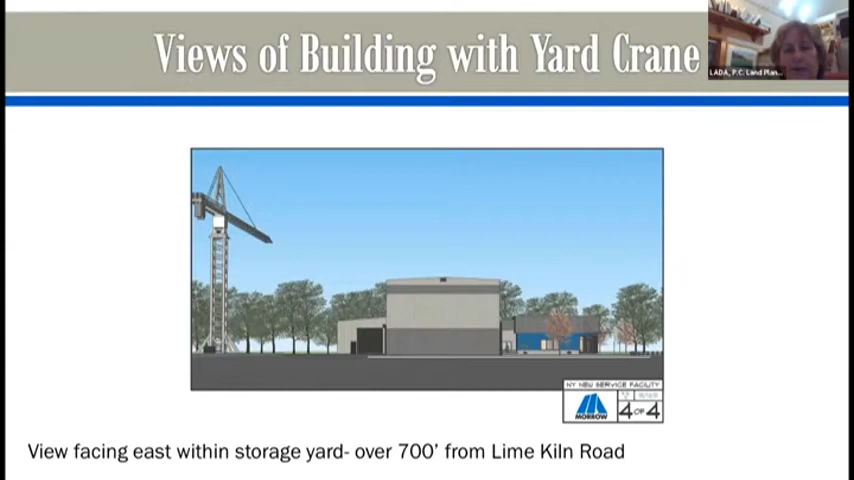 Views of Building with Yard Crane
LADA, P.C. Land Plan...
NY NEW SERVICE FACILITY
MORROW
4 OF 4
View facing east within storage yard- over 700' from Lime Kiln Road